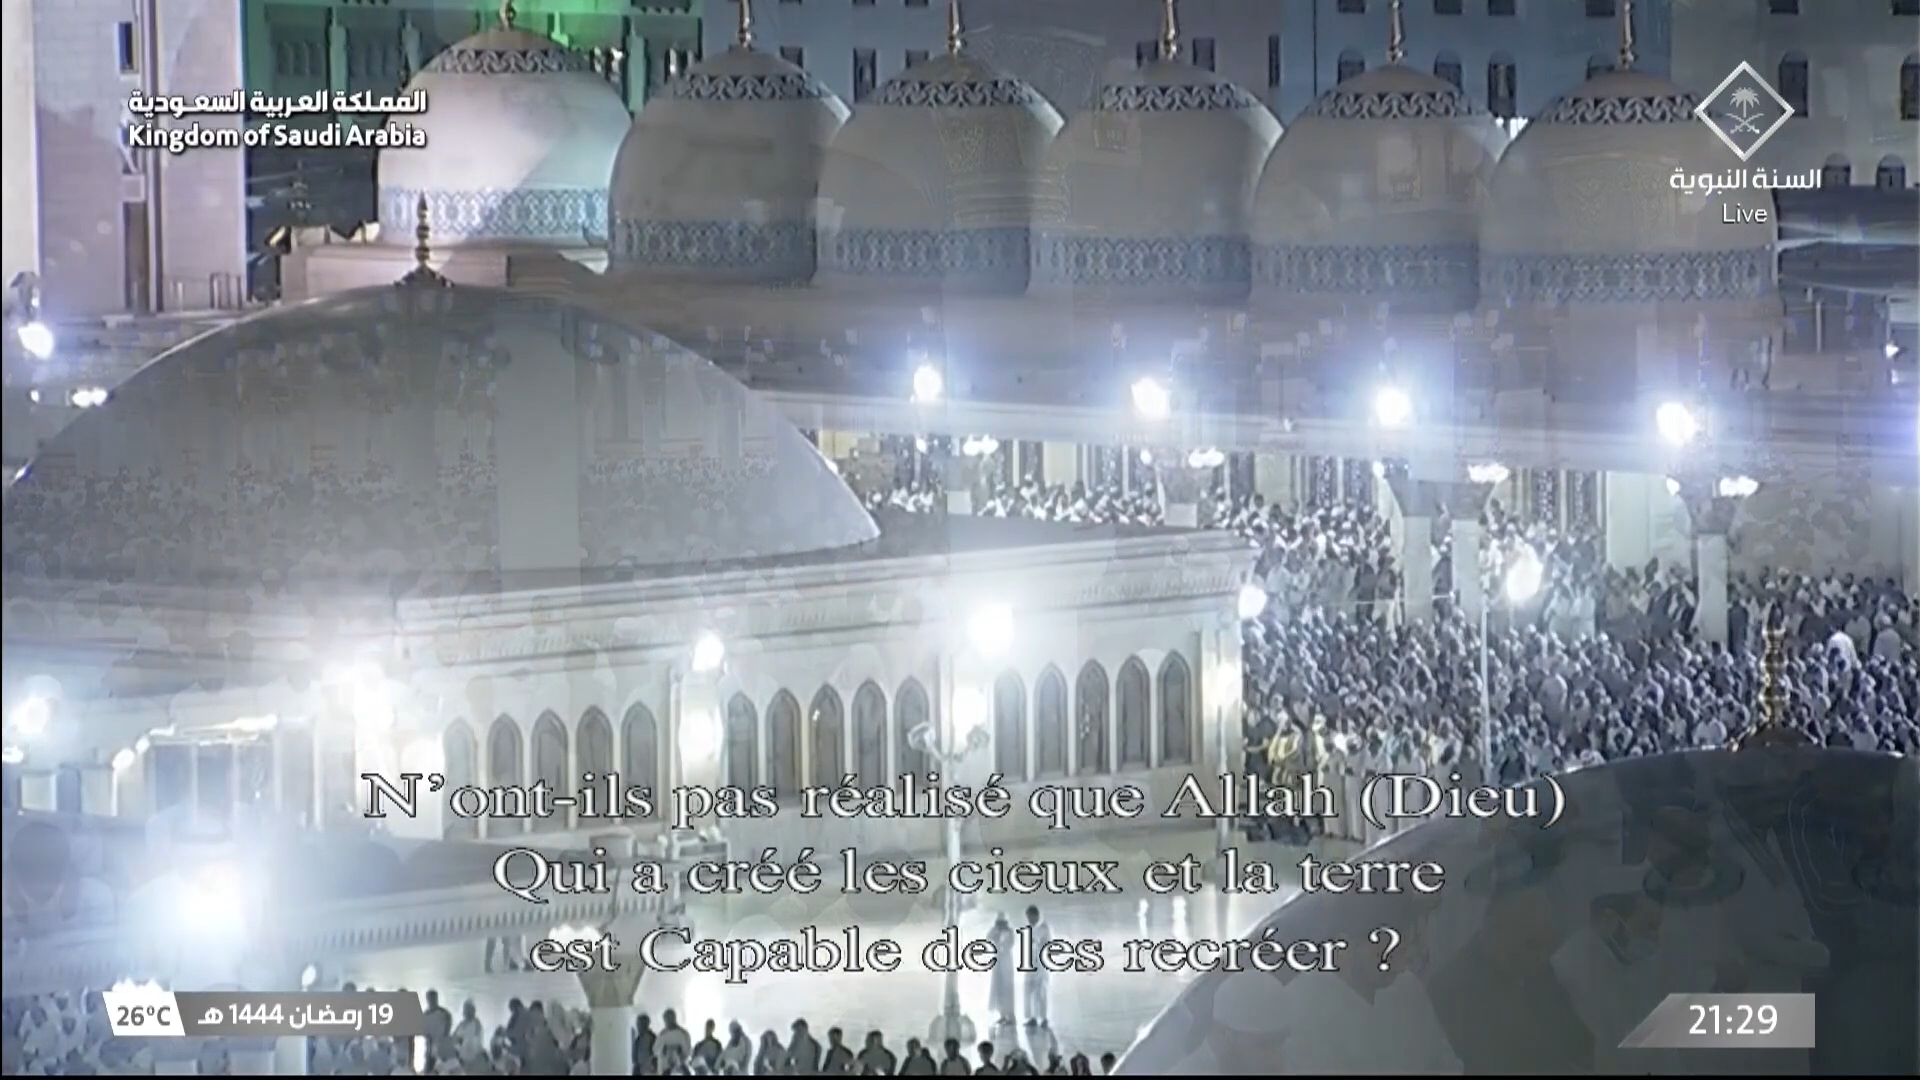 المملكة العربية السعودية
Kingdom of Saudi Arabia
السنة النبوية
Live
N'ont-ils pas réalisé que Allah (Dieu)
Qui a créé les cieux et la terre
est Capable de les recréer ?
26°C
19 رمضان 1444 هـ
21:29